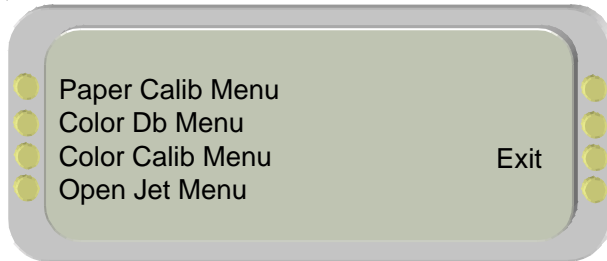 Paper Calib Menu
Color Db Menu
Color Calib Menu Exit
Open Jet Menu